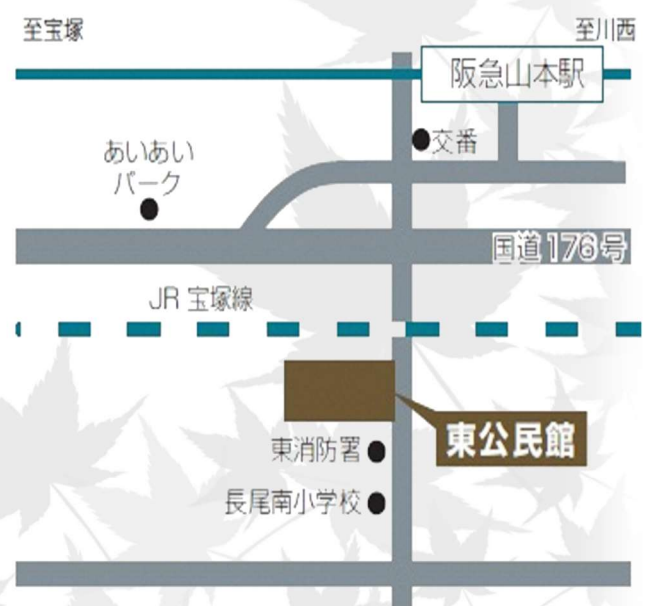 至宝塚
至川西
阪急山本駅
交番
あいあい
パーク
国道176号
JR 宝塚線
東公民館
東消防署
長尾南小学校